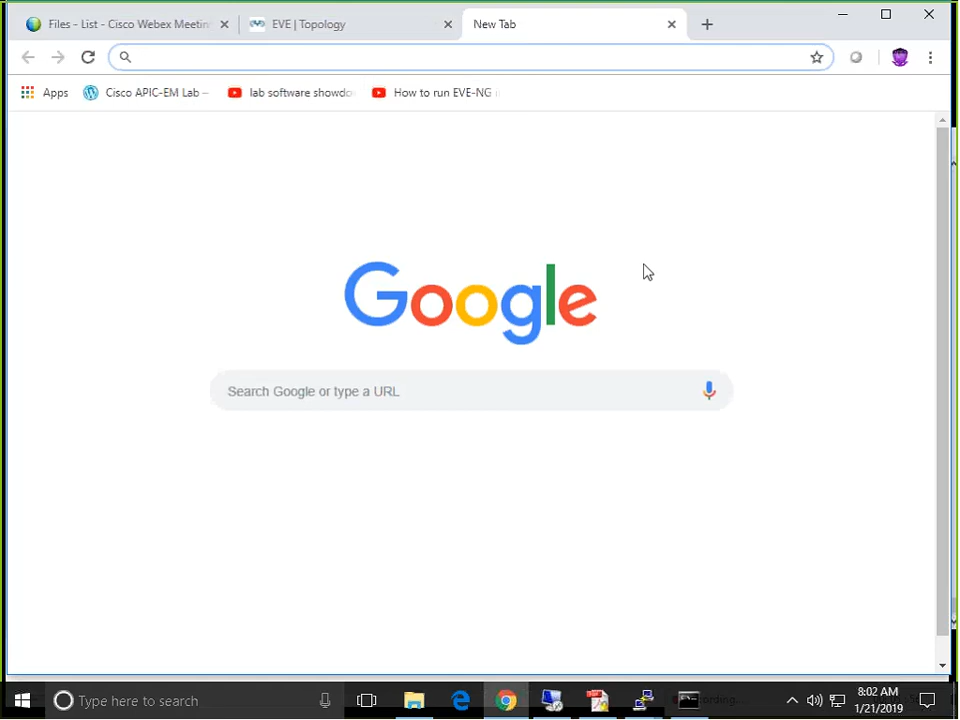 Files - List - Cisco Webex Meetin
EVE | Topology
New Tab
Apps
Cisco APIC-EM Lab –
lab software showdo
How to run EVE-NG
Google
Search Google or type a URL
Type here to search
8:02 AM
1/21/2019